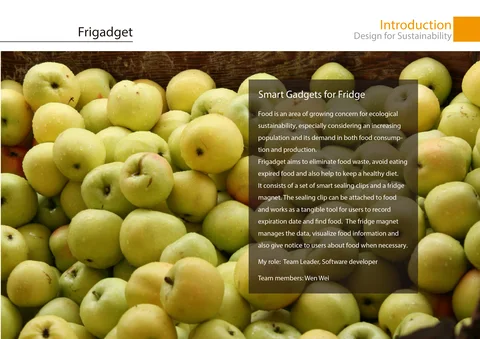 Frigadget
Introduction
Design for Sustainability
Smart Gadgets for Fridge
Food is an area of growing concern for ecological
sustainability, especially considering an increasing
population and its demand in both food consump-
tion and production.
Frigadget aims to eliminate food waste, avoid eating
expired food and also help to keep a healthy diet.
It consists of a set of smart sealing clips and a fridge
magnet. The sealing clip can be attached to food
and works as a tangible tool for users to record
expiration date and find food. The fridge magnet
manages the data, visualize food information and
also give notice to users about food when necessary.
My role: Team Leader, Software developer
Team members: Wen Wei